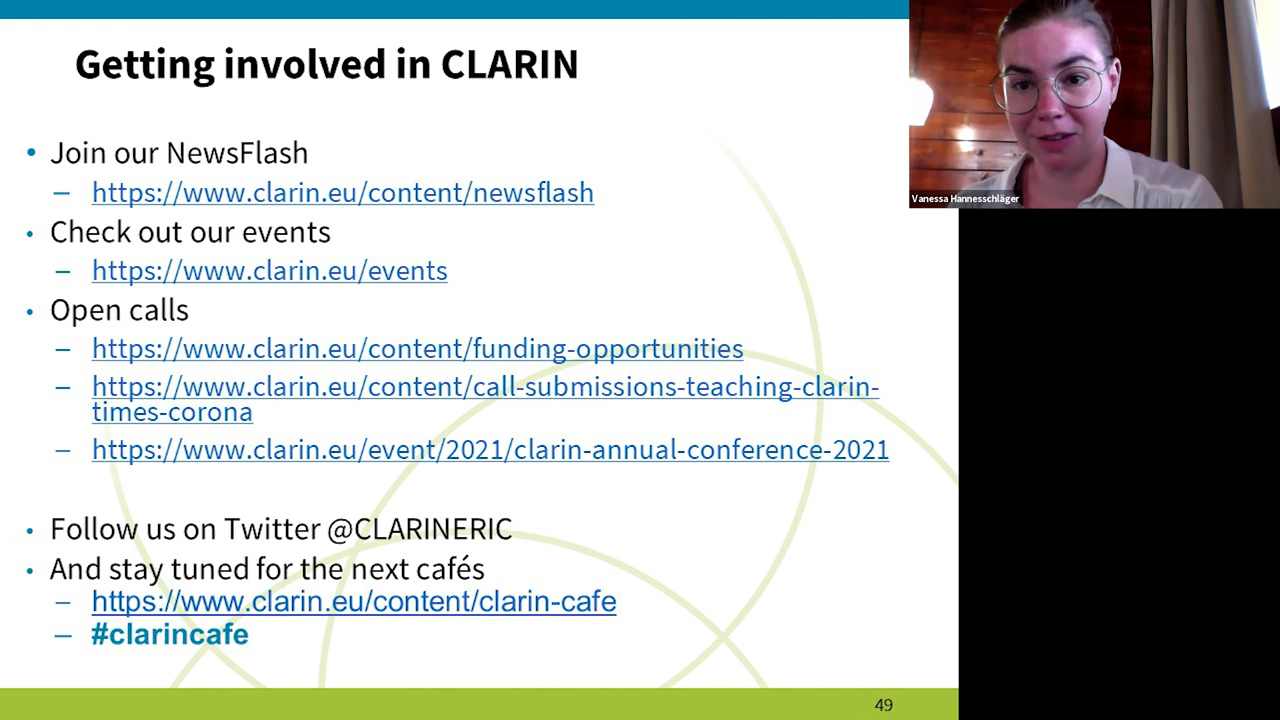 Getting involved in CLARIN
• Join our NewsFlash
– https://www.clarin.eu/content/newsflash
• Check out our events
– https://www.clarin.eu/events
• Open calls
– https://www.clarin.eu/content/funding-opportunities
– https://www.clarin.eu/content/call-submissions-teaching-clarin-
times-corona
– https://www.clarin.eu/event/2021/clarin-annual-conference-2021
• Follow us on Twitter @CLARINERIC
• And stay tuned for the next cafés
– https://www.clarin.eu/content/clarin-cafe
– #clarincafe
49
Vanessa Hannesschläger